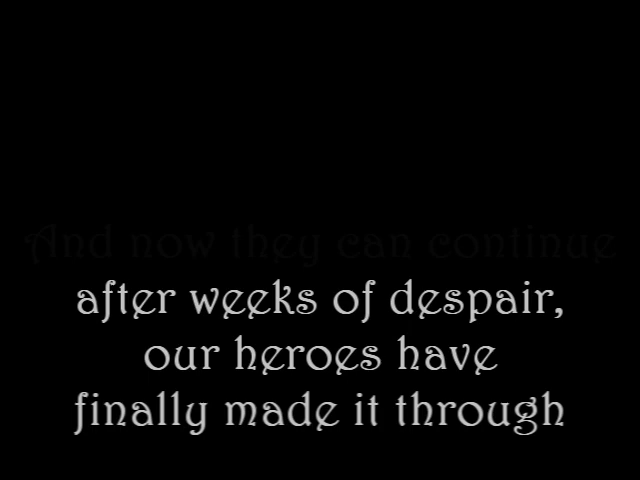 And now they can continue
after weeks of despair,
our heroes have
finally made it through